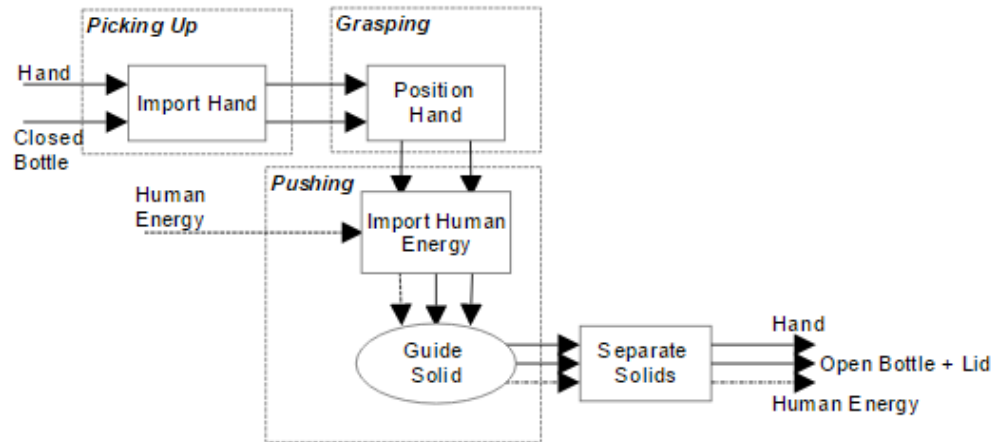 Picking Up
Grasping
Hand
Import Hand
Position
Hand
Closed
Bottle
Pushing
Human
Energy
Import Human
Energy
Guide
Solid
Separate
Solids
Hand
Open Bottle + Lid
Human Energy